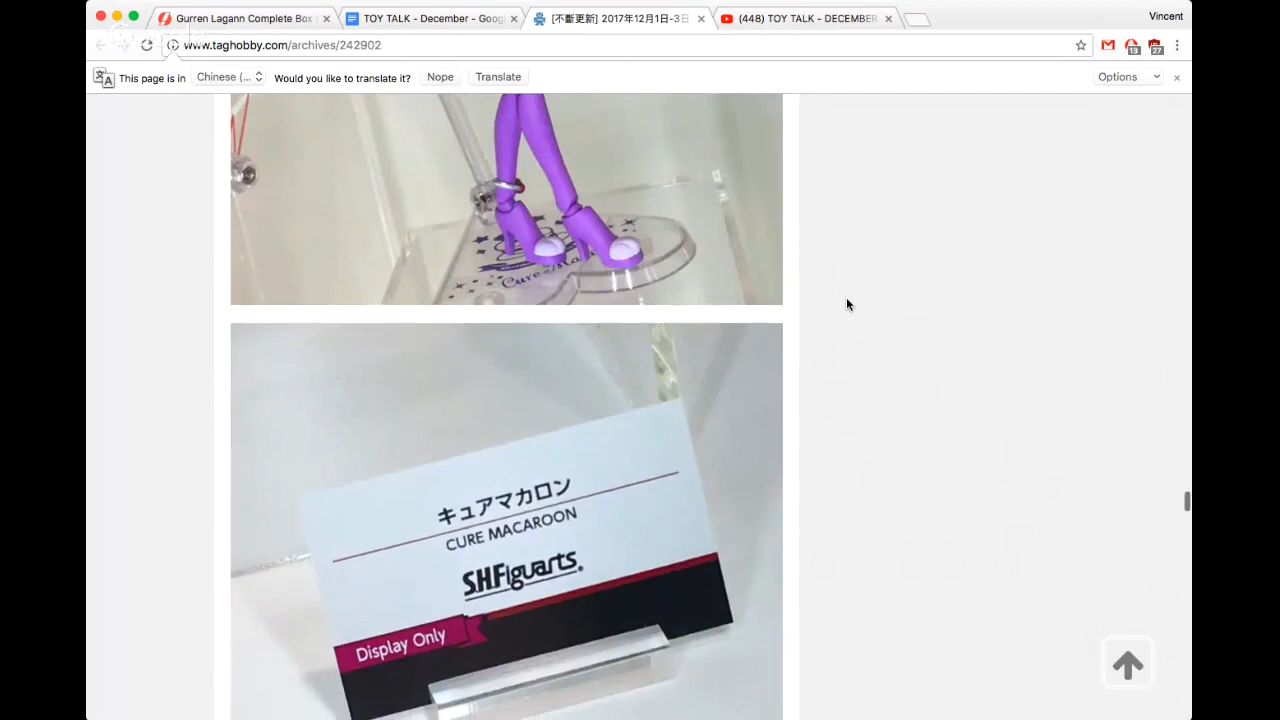 Gurren Lagann Complete Box S
TOY TALK - December - Googl
[不斷更新] 2017年12月1日-3日
(448) TOY TALK - DECEMBER
Vincent
www.taghobby.com/archives/242902
13
27
This page is in
Chinese (...
Would you like to translate it?
Nope
Translate
Options
キュアマカロン
CURE MACAROON
S.H.Figuarts.
Display Only